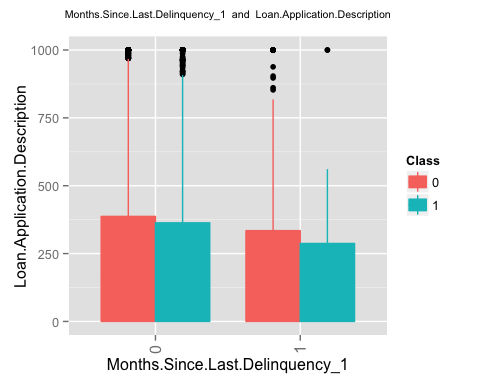 Months.Since.Last.Delinquency_1 and Loan.Application.Description
1000
750
500
250
0
Loan.Application.Description
0
1
Months.Since.Last.Delinquency_1
Class
0
1